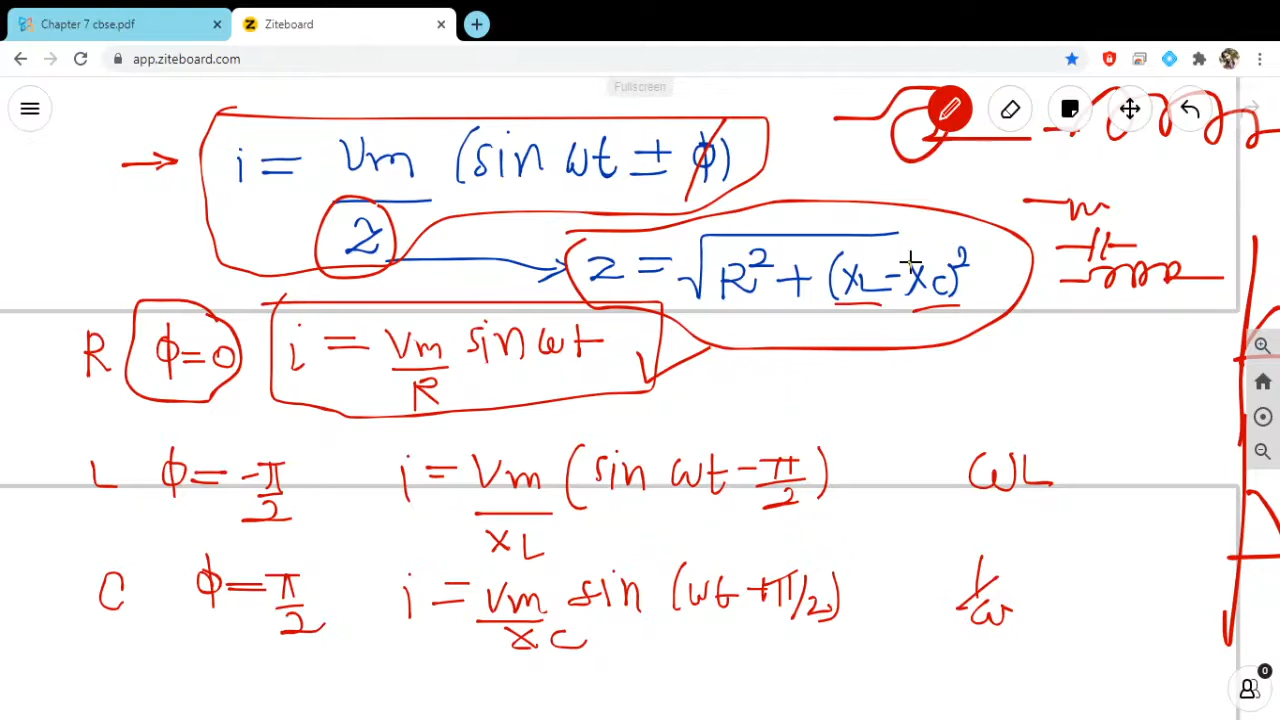 Chapter 7 cbse.pdf
Ziteboard
app.ziteboard.com
Fullscreen
i = Vm/Z (sin ωt ± ϕ)
Z = √R² + (XL - XC)²
R ϕ=0 i = Vm/R sin ωt
L ϕ= -π/2 i = Vm/XL (sin ωt - π/2) ωL
C ϕ= π/2 i = Vm/XC sin (ωt + π/2) 1/ω
0